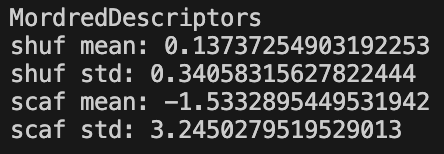 MordredDescriptors
shuf mean: 0.13737254903192253
shuf std: 0.34058315627822444
scaf mean: -1.5332895449531942
scaf std: 3.2450279519529013